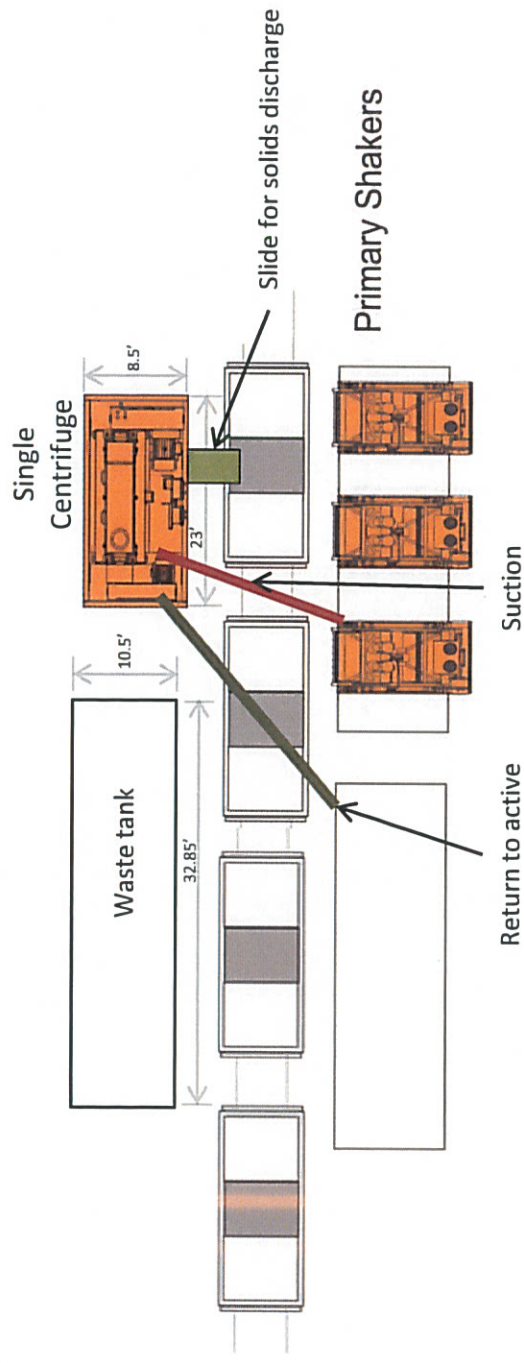 Single
Centrifuge
8.5'
23'
10.5'
Waste tank
32.85'
Slide for solids discharge
Primary Shakers
Suction
Return to active